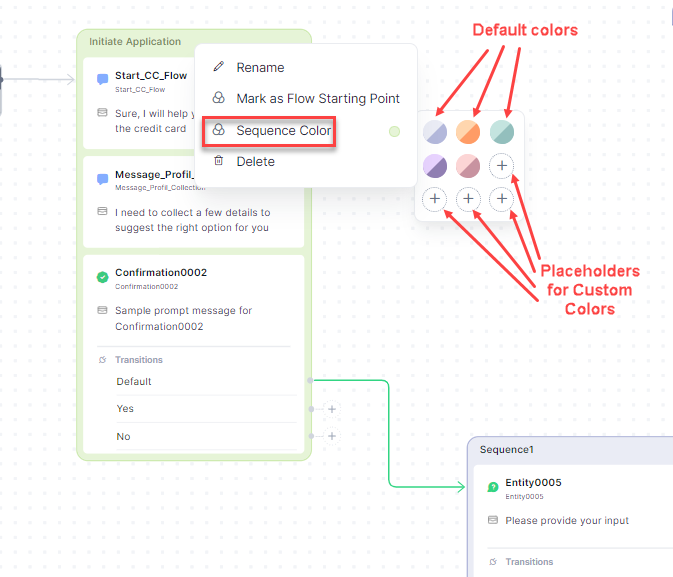 Default colors
Initiate Application
Start_CC_Flow
Start_CC_Flow
Sure, I will help y
the credit card
Rename
Mark as Flow Starting Point
Sequence Color
Delete
Message_Profil_
Message_Profil_Collection
I need to collect a few details to
suggest the right option for you
Placeholders
for Custom
Colors
Confirmation0002
Confirmation0002
Sample prompt message for
Confirmation0002
Transitions
Default
Yes
No
Sequence1
Entity0005
Entity0005
Please provide your input
Transitions